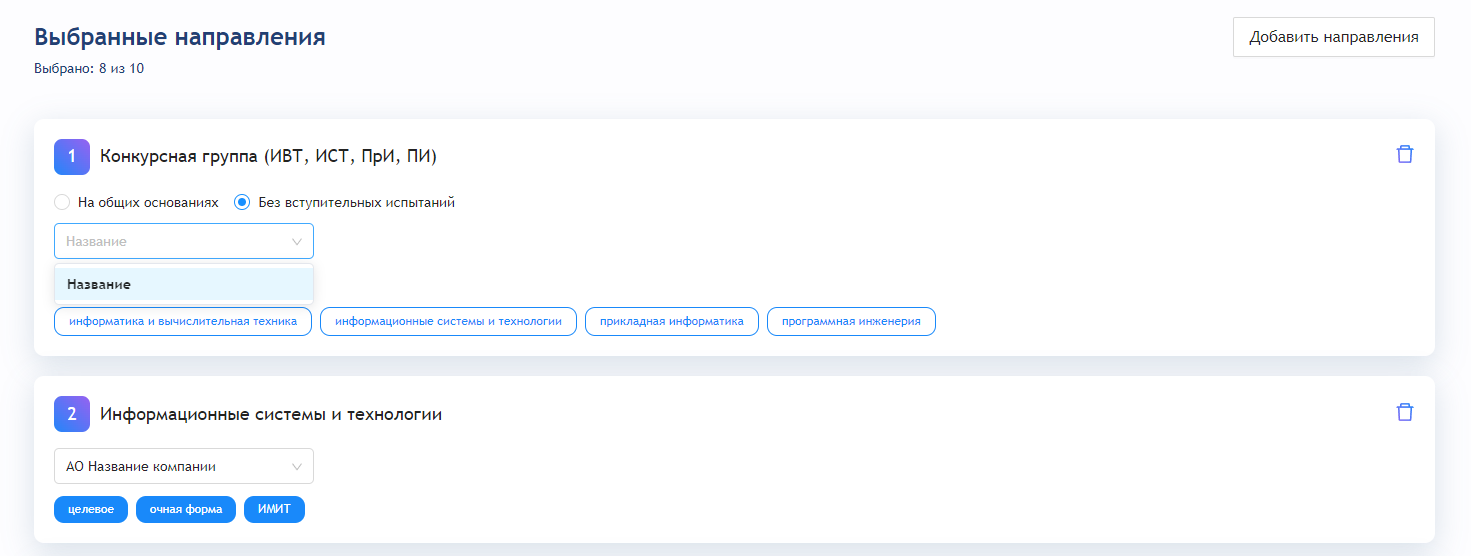 Выбранные направления
Добавить направления
Выбрано: 8 из 10
1 Конкурсная группа (ИВТ, ИСТ, ПрИ, ПИ)
На общих основаниях Без вступительных испытаний
Название
Название
информатика и вычислительная техника информационные системы и технологии прикладная информатика программная инженерия
2 Информационные системы и технологии
АО Название компании
целевое очная форма ИМИТ